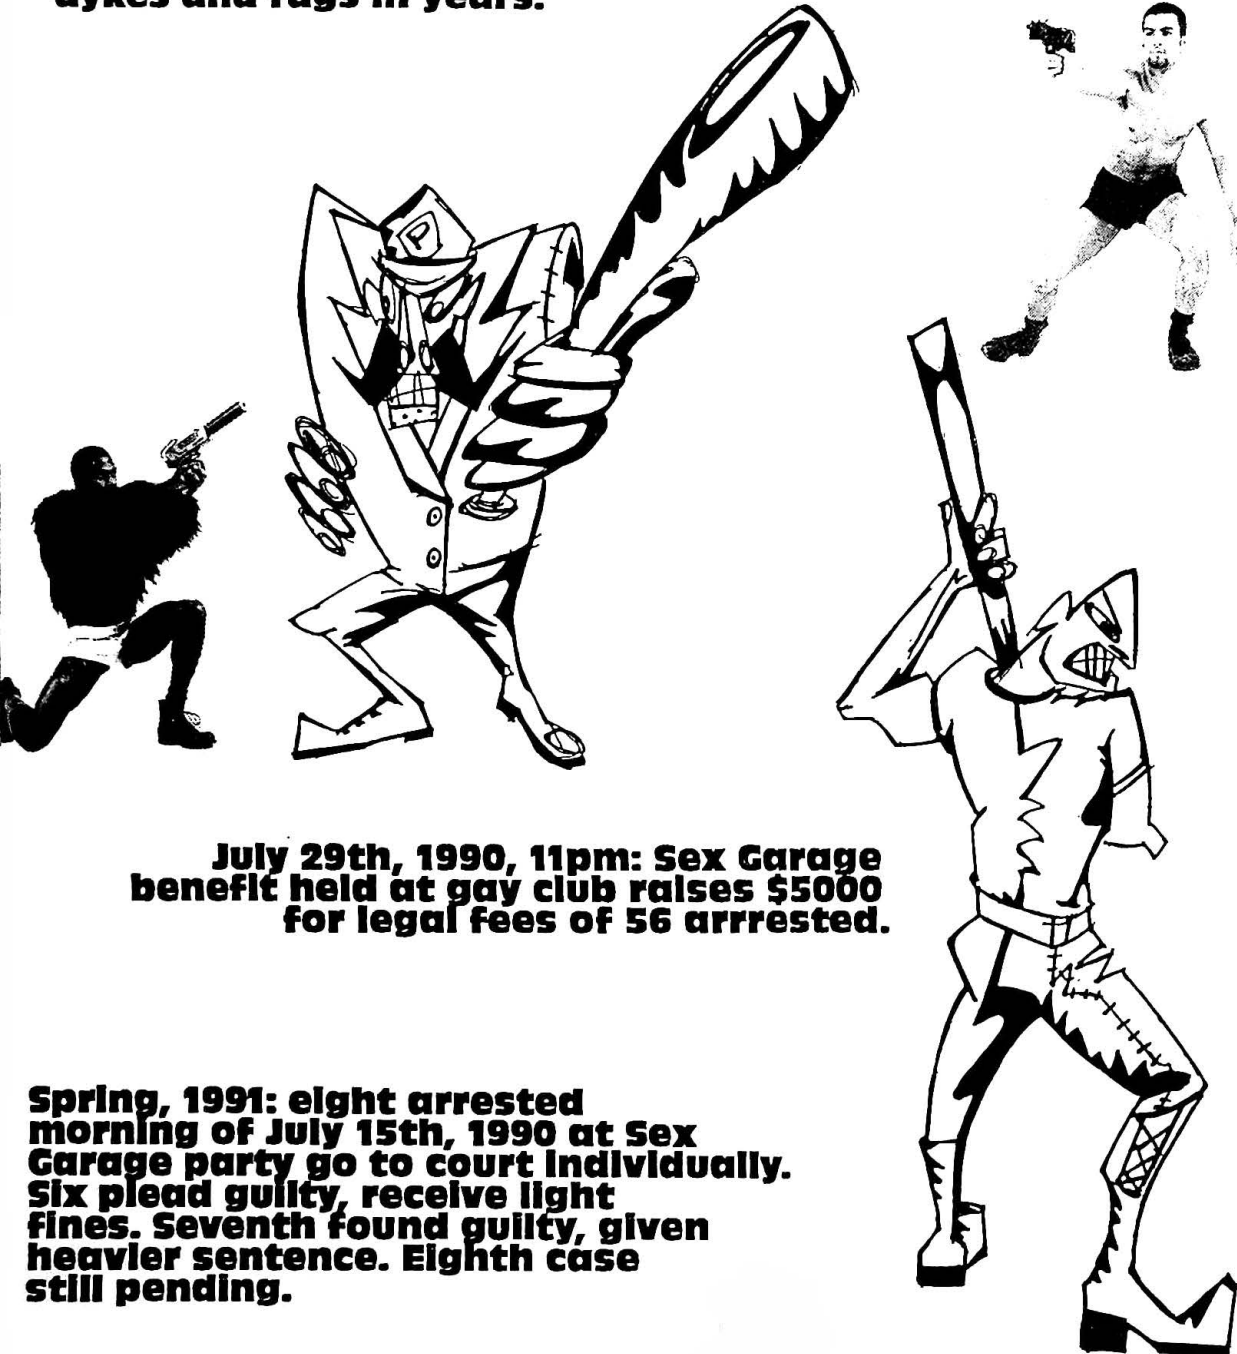 dykes and fags in years.
P
July 29th, 1990, 11pm: Sex Garage
benefit held at gay club raises $5000
for legal fees of 56 arrrested.
Spring, 1991: eight arrested
morning of July 15th, 1990 at Sex
Garage party go to court individually.
Six plead guilty, receive light
fines. Seventh found guilty, given
heavier sentence. Eighth case
still pending.